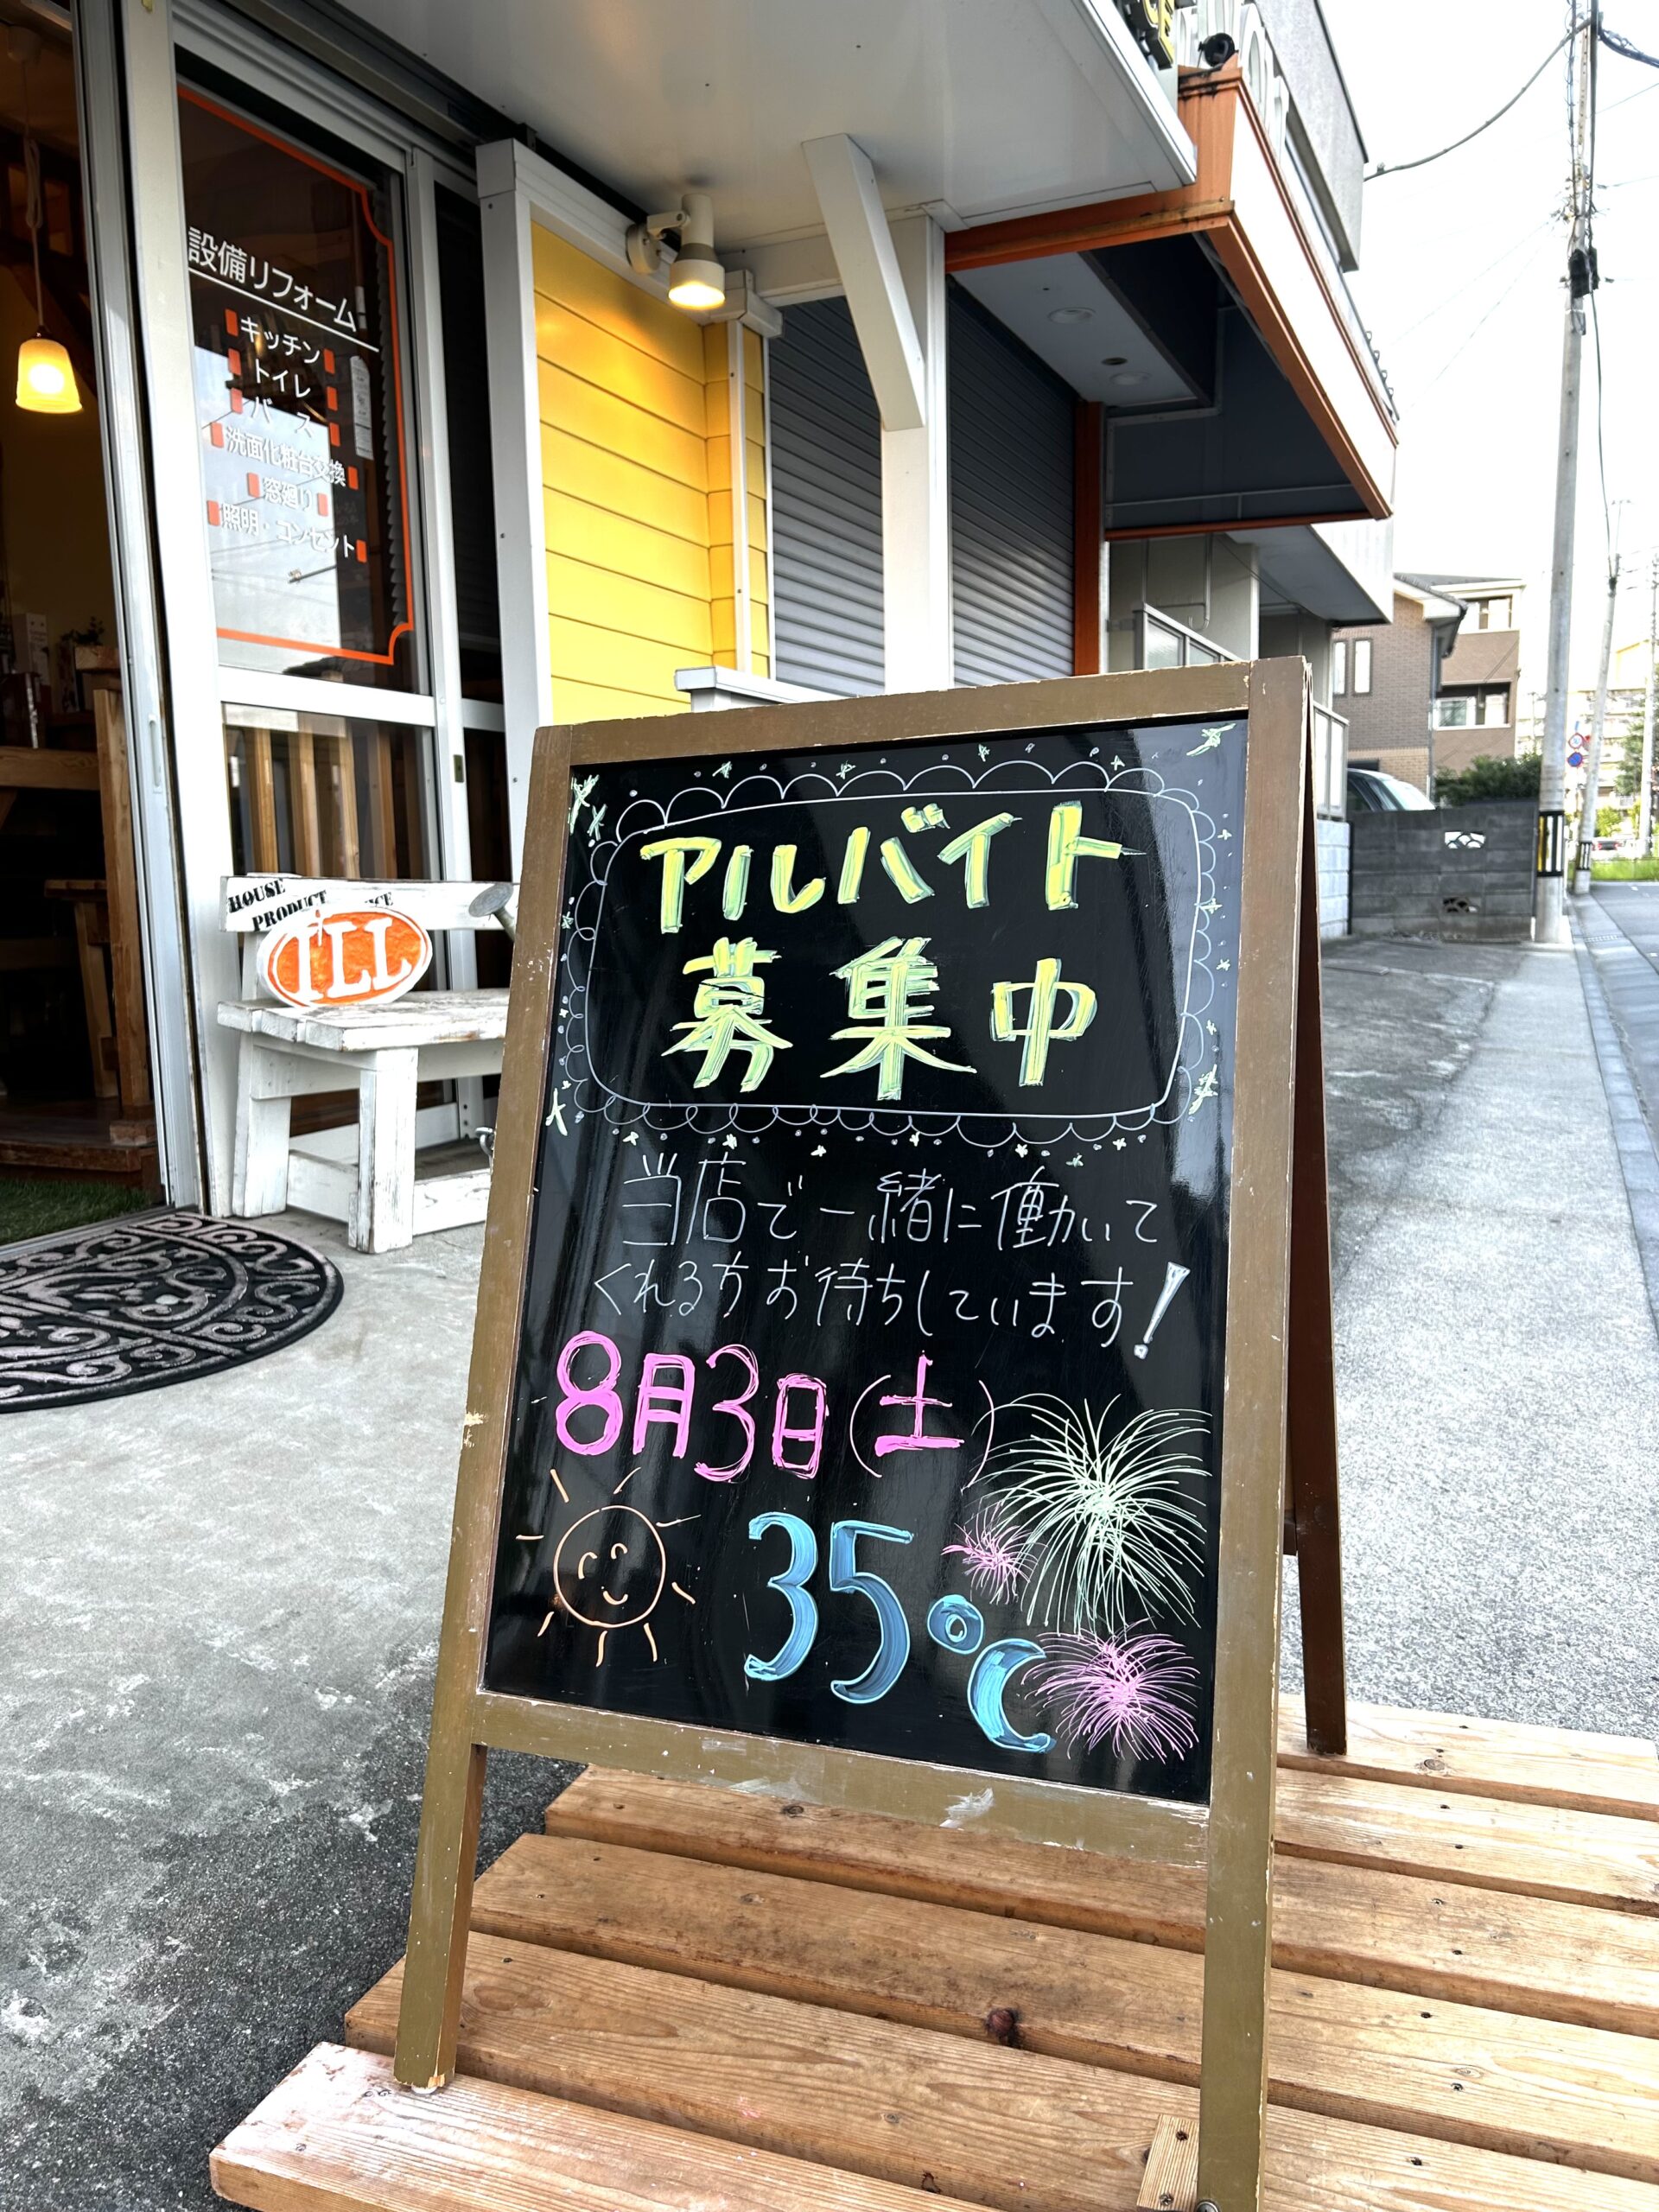 設備リフォーム
キッチン
トイレ
バス
洗面化粧台交換
窓廻り
照明・コンセント
HOUSE
PRODUCT
ILL
アルバイト
募集中
当店で一緒に働いて
くれる方お待ちしています!
8月3日(土)
35℃